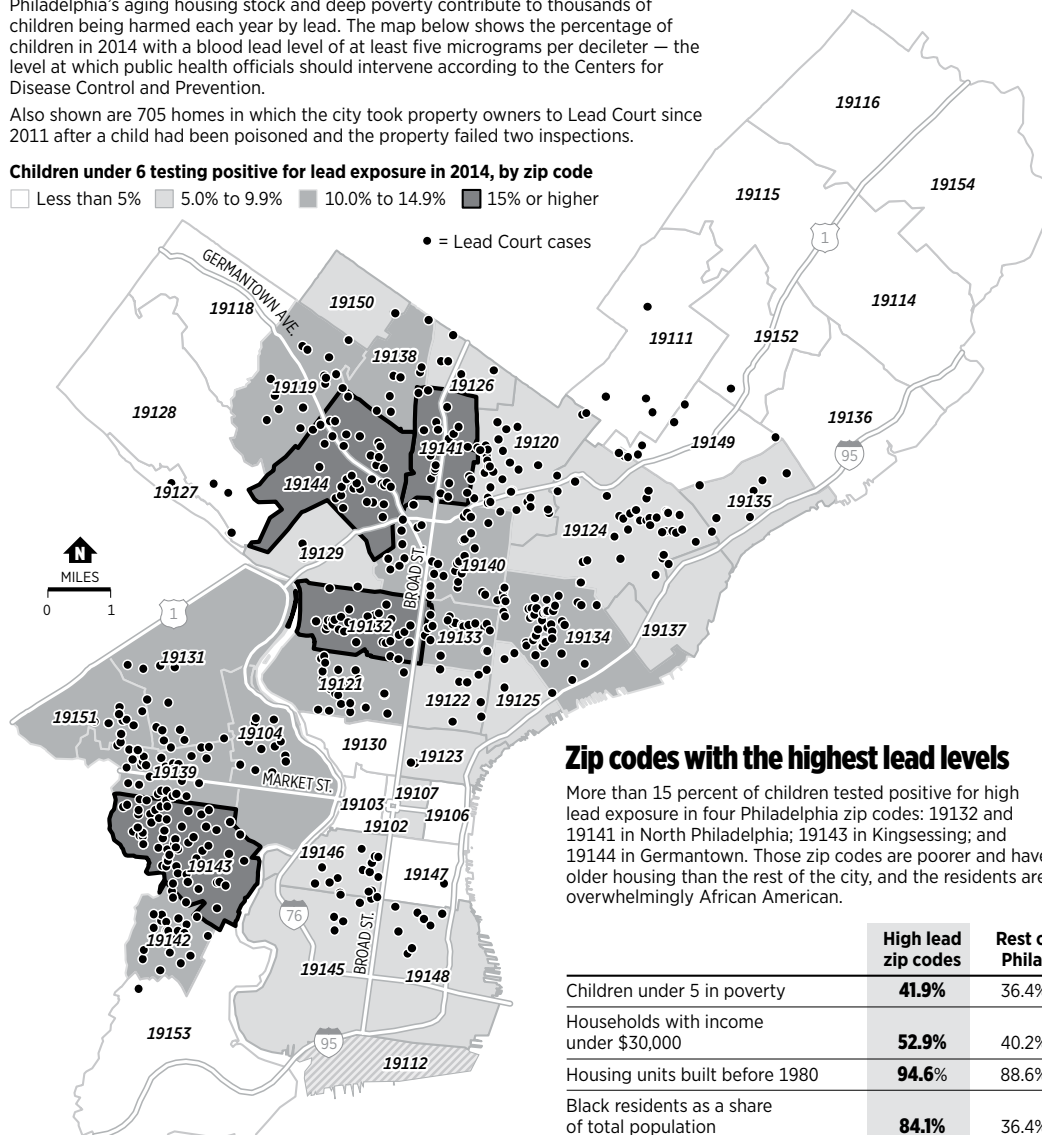 Philadelphia's aging housing stock and deep poverty contribute to thousands of
children being harmed each year by lead. The map below shows the percentage of
children in 2014 with a blood lead level of at least five micrograms per decileter — the
level at which public health officials should intervene according to the Centers for
Disease Control and Prevention.
Also shown are 705 homes in which the city took property owners to Lead Court since
2011 after a child had been poisoned and the property failed two inspections.
Children under 6 testing positive for lead exposure in 2014, by zip code
Less than 5% 5.0% to 9.9% 10.0% to 14.9% 15% or higher
• = Lead Court cases
19116
19115
19154
1
19114
GERMANTOWN AVE.
19118
19150
19111
19152
19138
19119
19126
19128
19136
19120
19149
19141
95
19144
19127
19135
19124
19129
N
MILES
0 1
BROAD ST.
19140
1
19132
19133
19134
19137
19131
19121
19122
19125
19151
19104
19130
19123
19139
MARKET ST.
19107
19103
19106
19102
19146
19143
19147
76
BROAD ST.
19142
19145
19148
19153
95
19112
Zip codes with the highest lead levels
More than 15 percent of children tested positive for high
lead exposure in four Philadelphia zip codes: 19132 and
19141 in North Philadelphia; 19143 in Kingsessing; and
19144 in Germantown. Those zip codes are poorer and have
older housing than the rest of the city, and the residents are
overwhelmingly African American.
High lead Rest
zip codes Phila
Children under 5 in poverty 41.9% 36.4%
Households with income
under $30,000 52.9% 40.2%
Housing units built before 1980 94.6% 88.6%
Black residents as a share
of total population 84.1% 36.4%